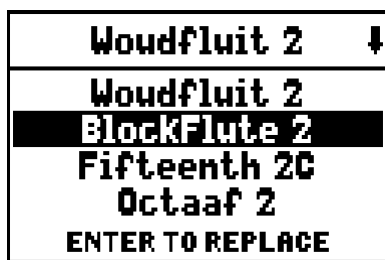 Woudfluit 2
Woudfluit 2
BlockFlute 2
Fifteenth 2C
Octaaf 2
ENTER TO REPLACE